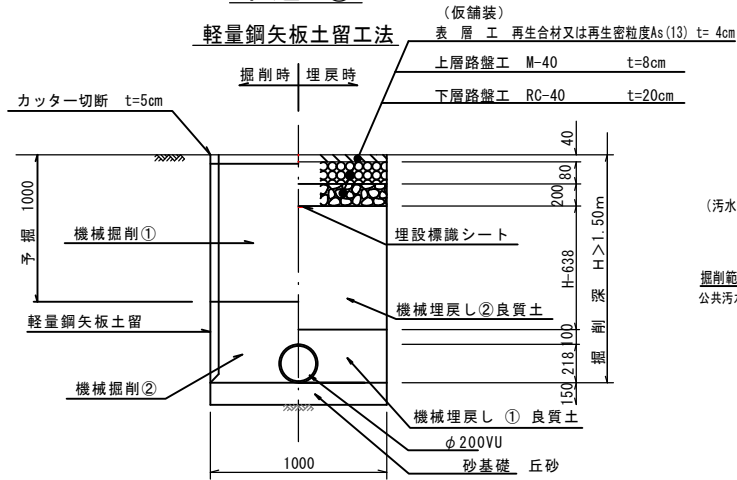 軽量鋼矢板土留工法
(仮舗装)
表 層 工 再生合材又は再生密粒度As(13) t= 4cm
上層路盤工 M-40 t=8cm
下層路盤工 RC-40 t=20cm
掘削時 埋戻時
カッター切断 t=5cm
予掘 1000
機械掘削①
埋設標識シート
機械埋戻し②良質土
軽量鋼矢板土留
機械掘削②
機械埋戻し ① 良質土
φ200VU
砂基礎 丘砂
1000
40
80
200
H-638
100
218
150
掘 削 深 H>1.50m
(汚水
掘削範
公共汚